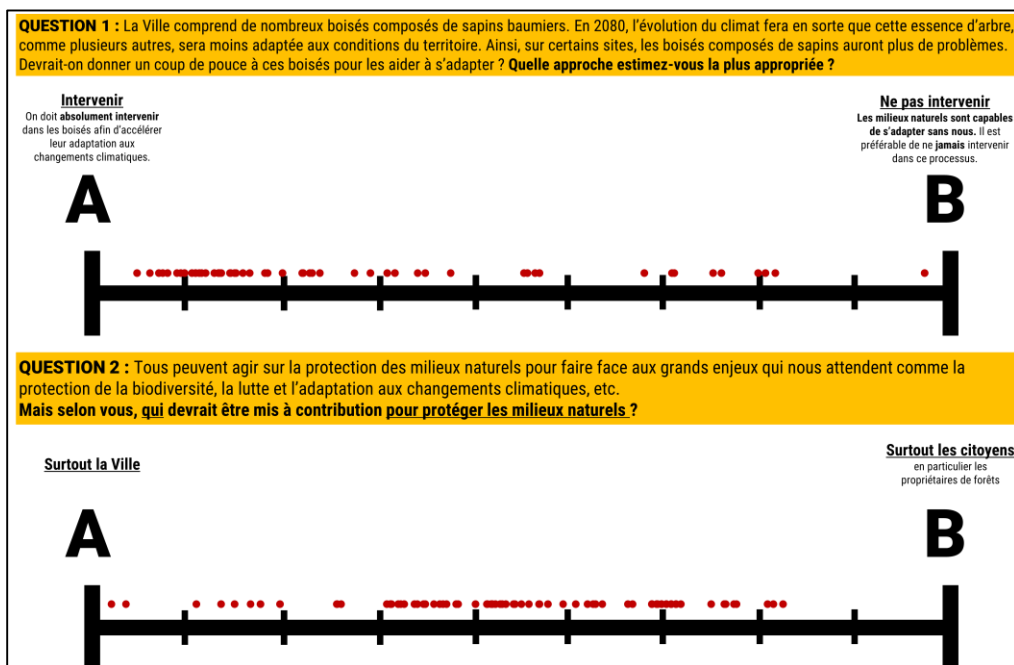 QUESTION 1 : La Ville comprend de nombreux boisés composés de sapins baumiers. En 2080, l'évolution du climat fera en sorte que cette essence d'arbre,
comme plusieurs autres, sera moins adaptée aux conditions du territoire. Ainsi, sur certains sites, les boisés composés de sapins auront plus de problèmes.
Devrait-on donner un coup de pouce à ces boisés pour les aider à s'adapter ? Quelle approche estimez-vous la plus appropriée ?
Intervenir
On doit absolument intervenir
dans les boisés afin d'accélérer
leur adaptation aux
changements climatiques.
A
Ne pas intervenir
Les milieux naturels sont capables
de s'adapter sans nous. Il est
préférable de ne jamais intervenir
dans ce processus.
B
QUESTION 2 : Tous peuvent agir sur la protection des milieux naturels pour faire face aux grands enjeux qui nous attendent comme la
protection de la biodiversité, la lutte et l'adaptation aux changements climatiques, etc.
Mais selon vous, qui devrait être mis à contribution pour protéger les milieux naturels ?
Surtout la Ville
A
Surtout les citoyens
en particulier les
propriétaires de forêts
B